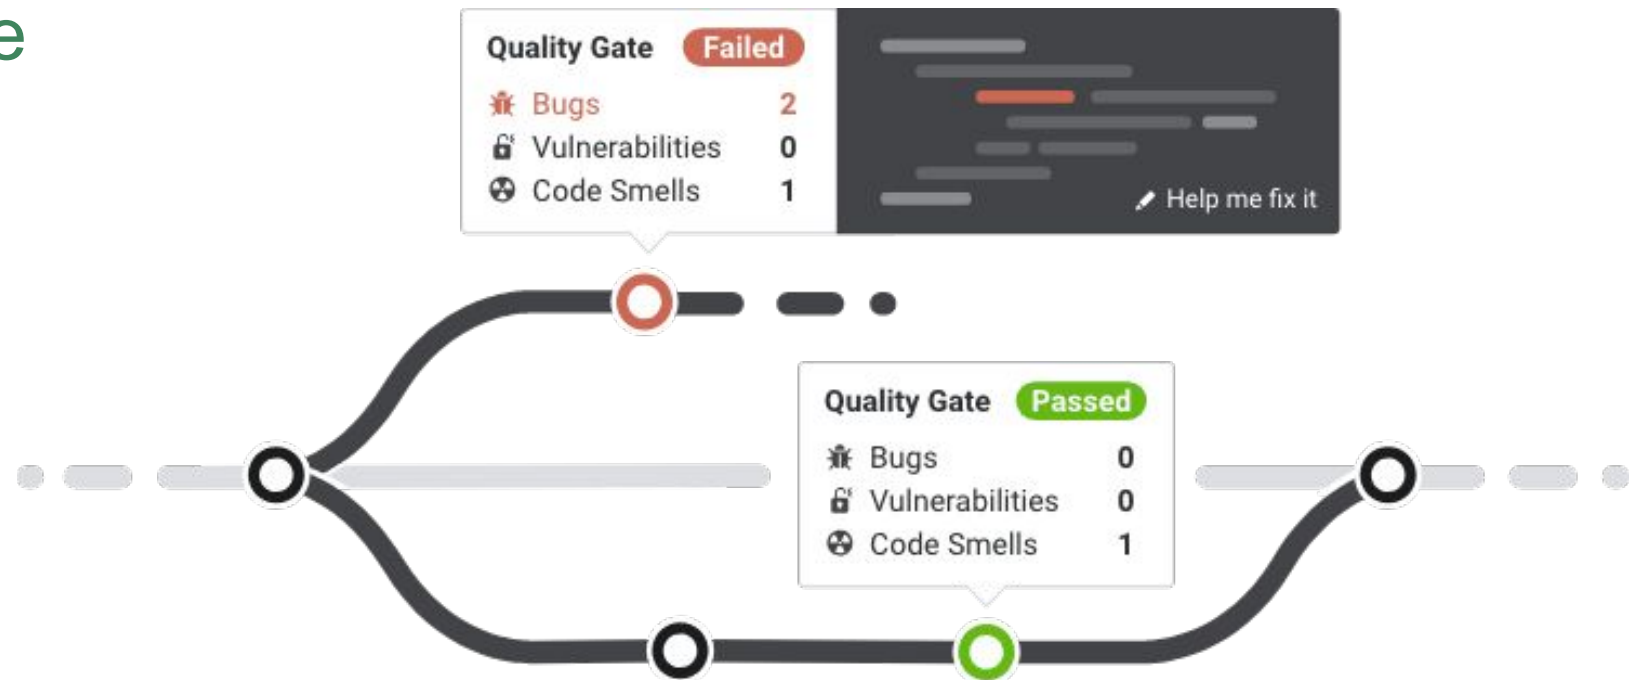 e
Quality Gate Failed
Bugs 2
Vulnerabilities 0
Code Smells 1
Help me fix it
Quality Gate Passed
Bugs 0
Vulnerabilities 0
Code Smells 1